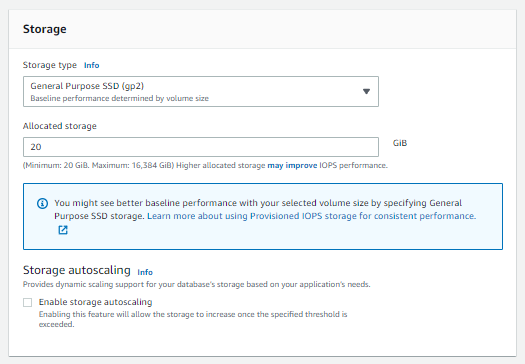 Storage
Storage type Info
General Purpose SSD (gp2)
Baseline performance determined by volume size
Allocated storage
20
GiB
(Minimum: 20 GiB. Maximum: 16,384 GiB) Higher allocated storage may improve IOPS performance.
You might see better baseline performance with your selected volume size by specifying General
Purpose SSD storage. Learn more about using Provisioned IOPS storage for consistent performance.
Storage autoscaling Info
Provides dynamic scaling support for your database's storage based on your application's needs.
Enable storage autoscaling
Enabling this feature will allow the storage to increase once the specified threshold is
exceeded.